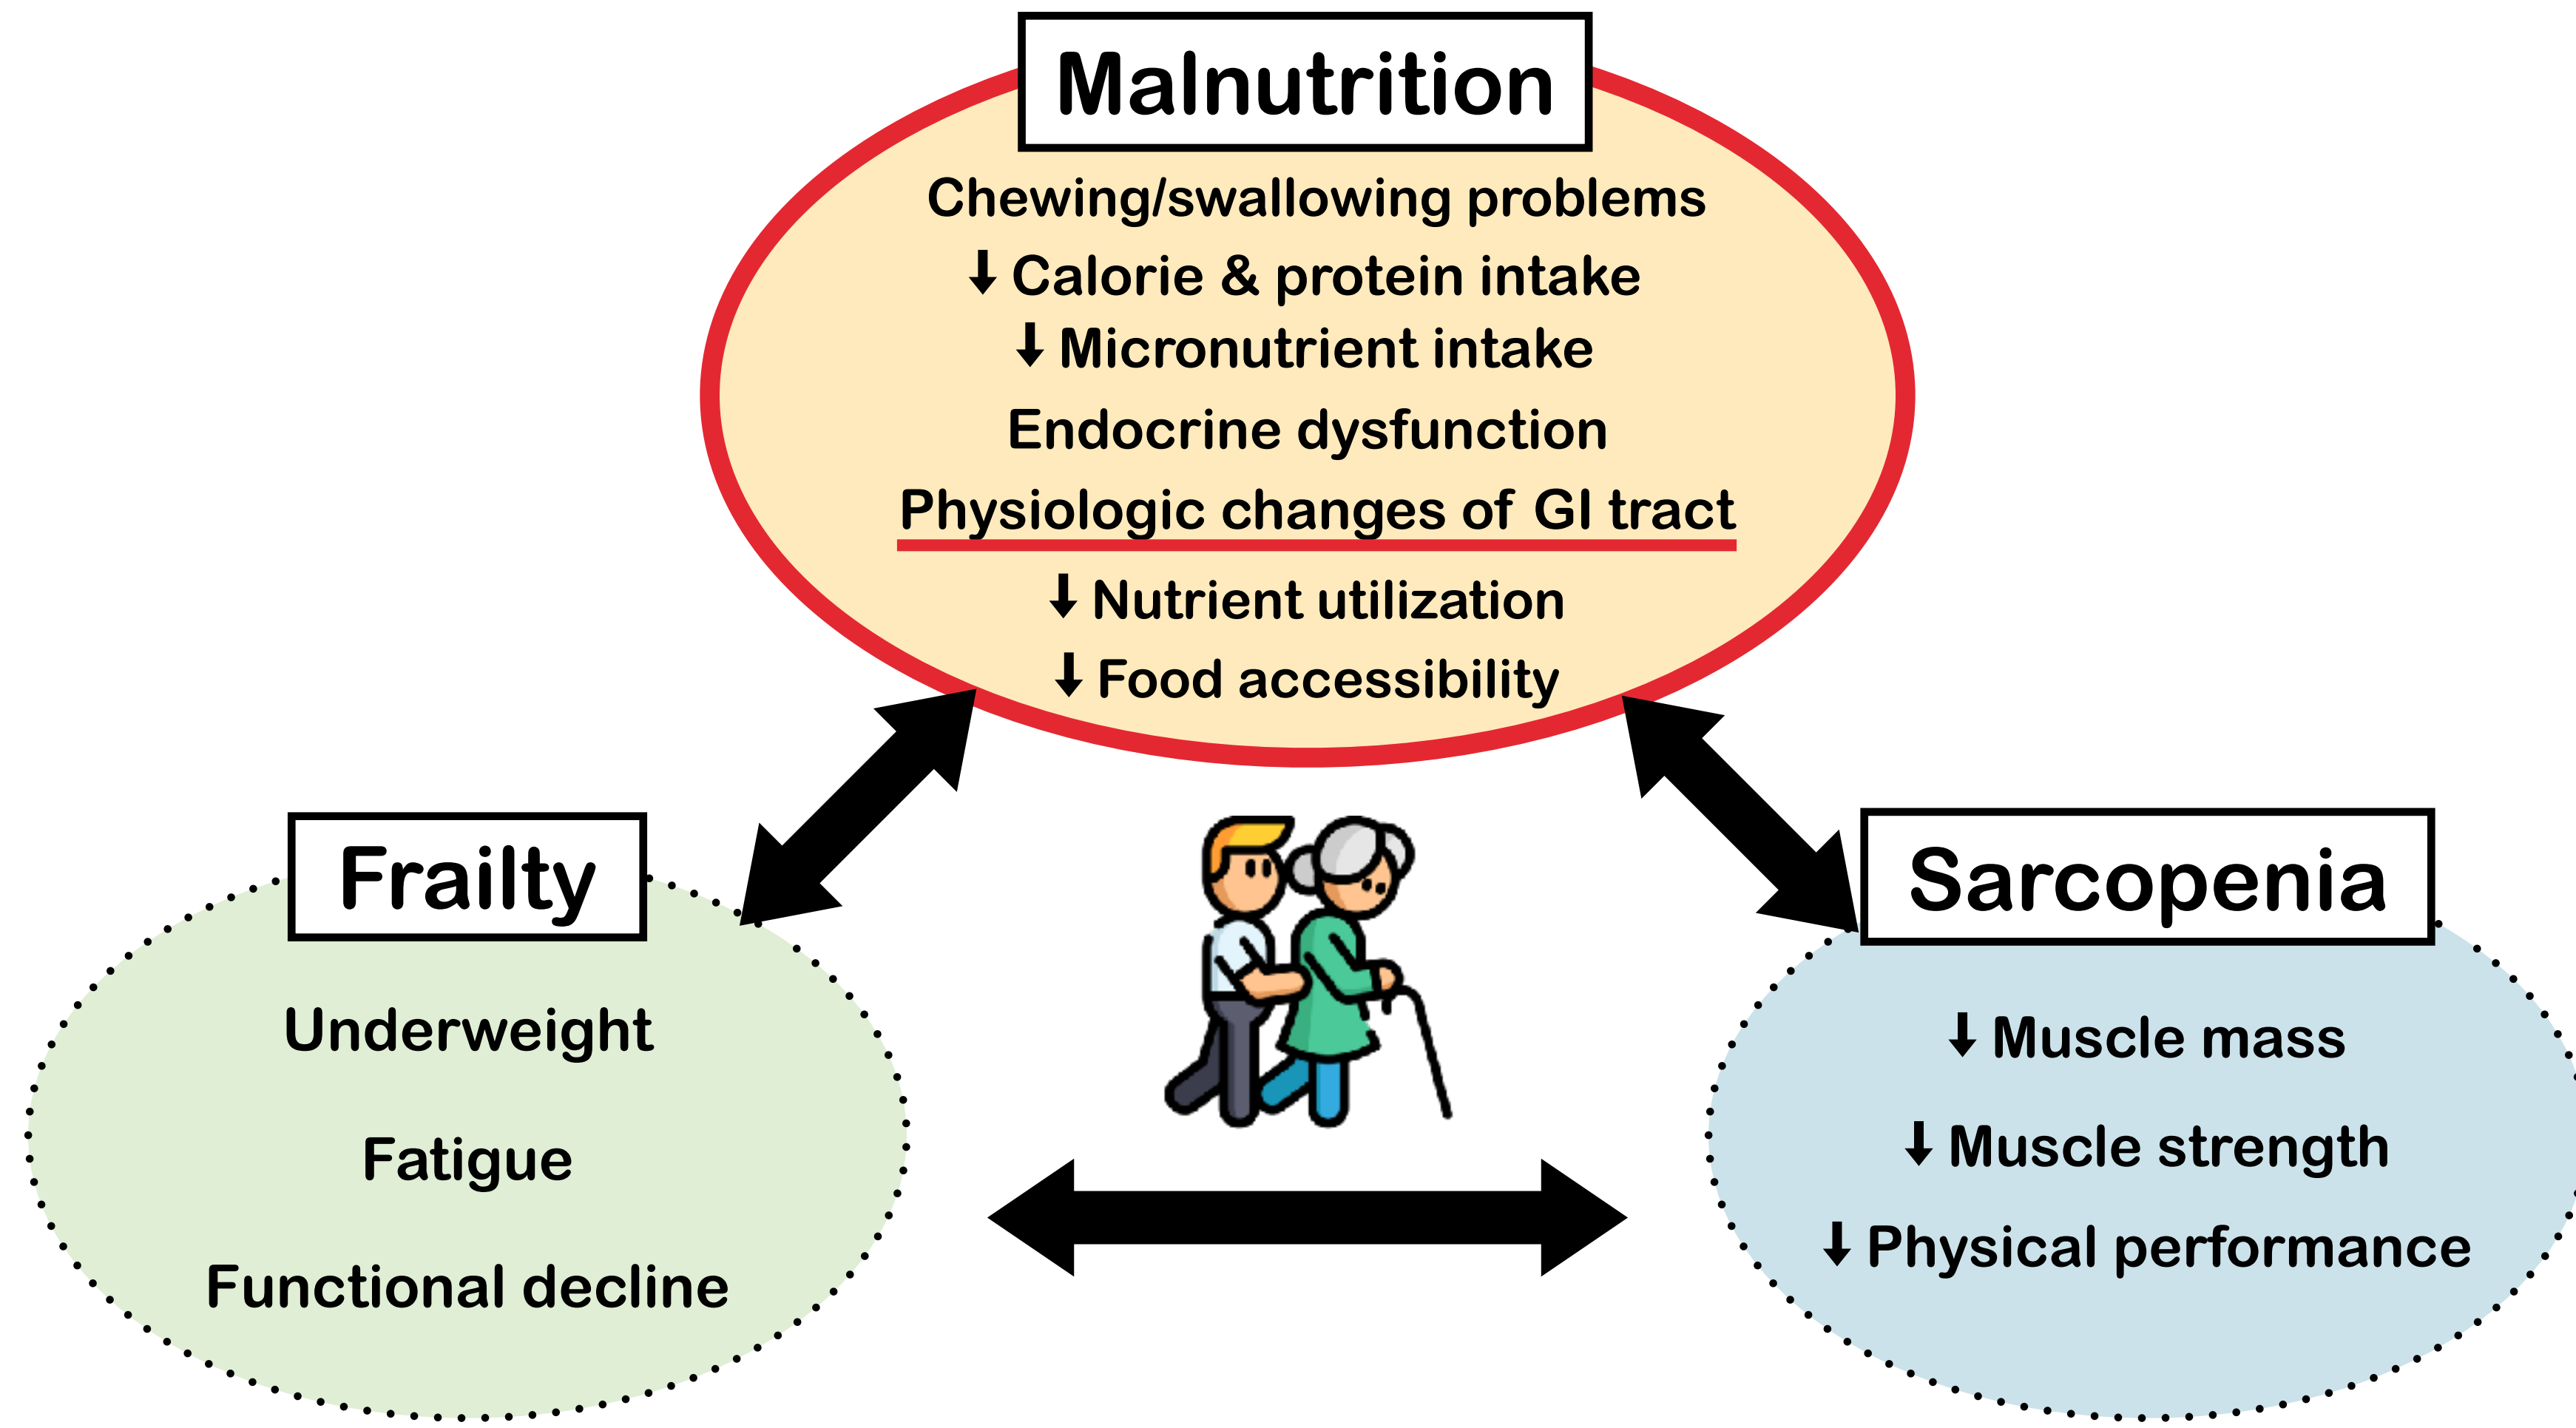 Malnutrition
Chewing/swallowing problems
↓ Calorie & protein intake
↓ Micronutrient intake
Endocrine dysfunction
Physiologic changes of GI tract
↓ Nutrient utilization
↓ Food accessibility
Frailty
Underweight
Fatigue
Functional decline
Sarcopenia
↓ Muscle mass
↓ Muscle strength
↓ Physical performance